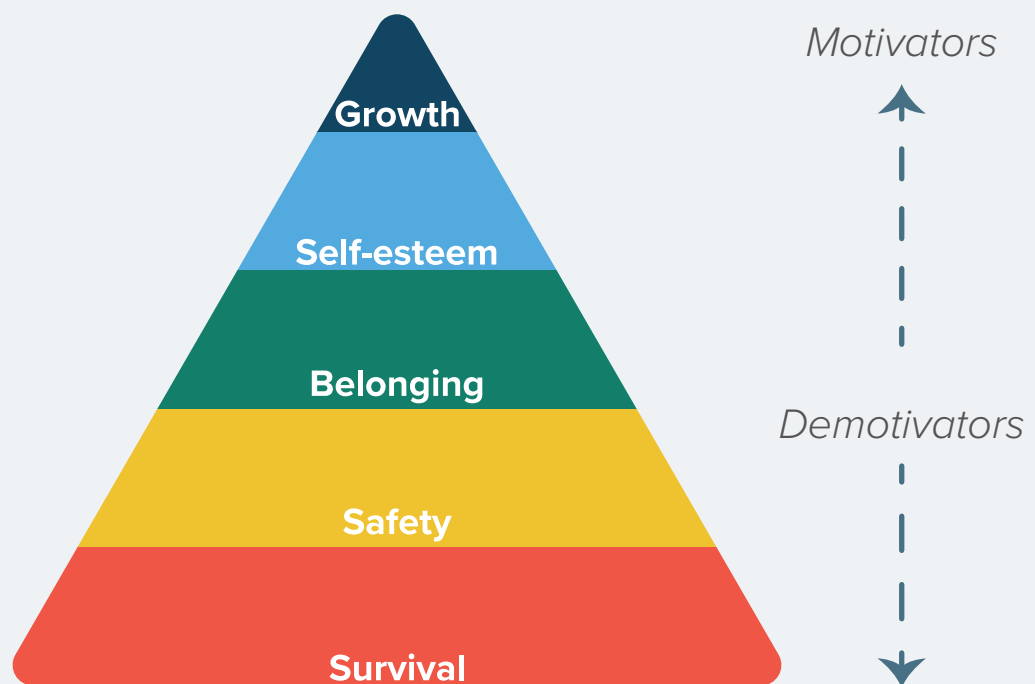 Motivators
Growth
Self-esteem
Belonging
Demotivators
Safety
Survival